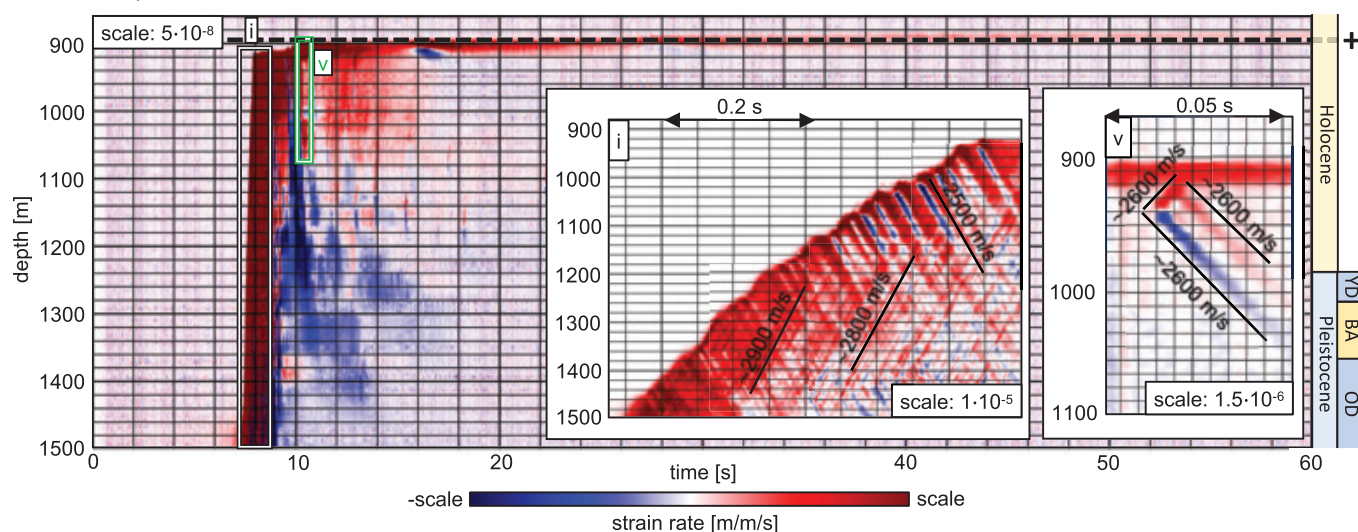 scale: 5·10-8
i
v
900
1000
1100
1200
1300
1400
1500
depth [m]
0
10
20
40
50
60
time [s]
0.2 s
i
900
1000
1100
1200
1300
1400
1500
~2900 m/s
~2800 m/s
~2500 m/s
scale: 1·10-5
0.05 s
v
900
1000
1100
~2600 m/s
~2600 m/s
~2600 m/s
scale: 1.5·10-6
+
Holocene
Pleistocene
YD
BA
OD
-scale
scale
strain rate [m/m/s]